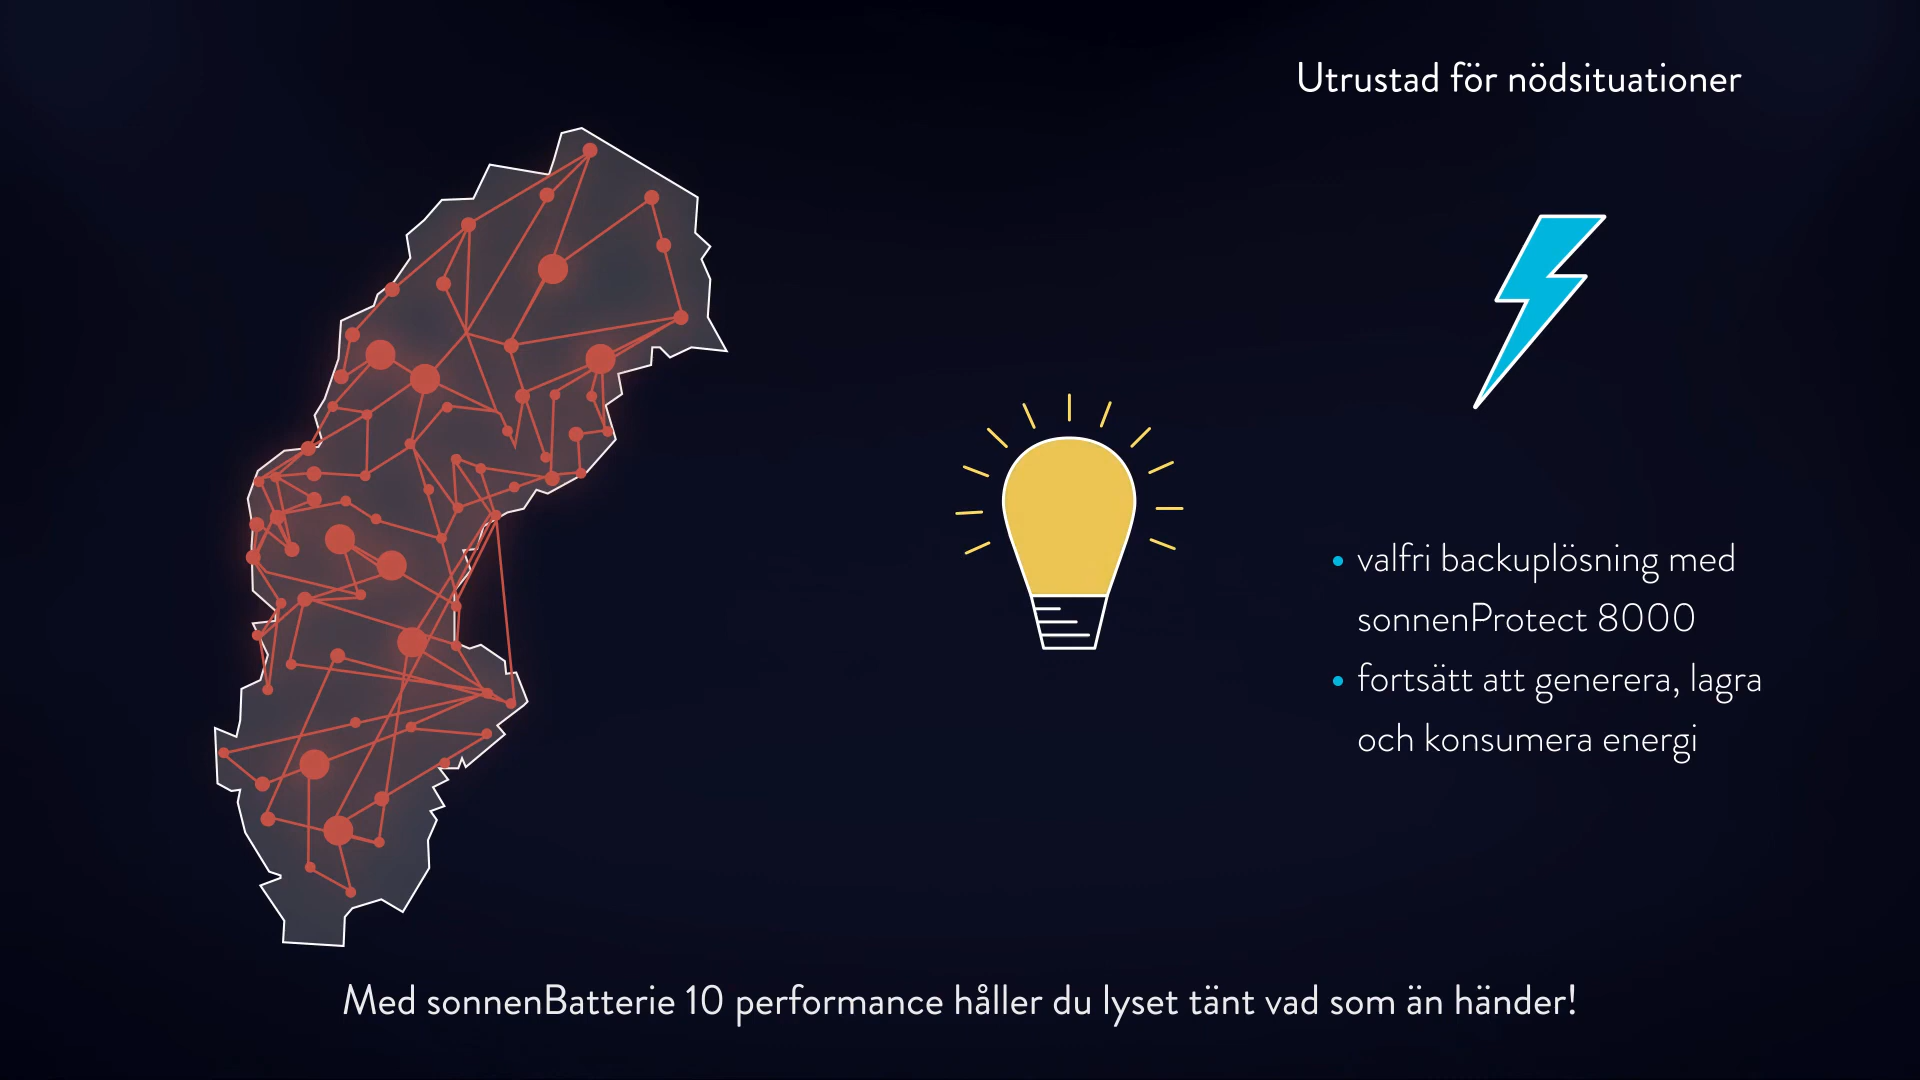 Utrustad för nödsituationer
• valfri backuplösning med
sonnenProtect 8000
• fortsätt att generera, lagra
och konsumera energi
Med sonnenBatterie 10 performance håller du lyset tänt vad som än händer!